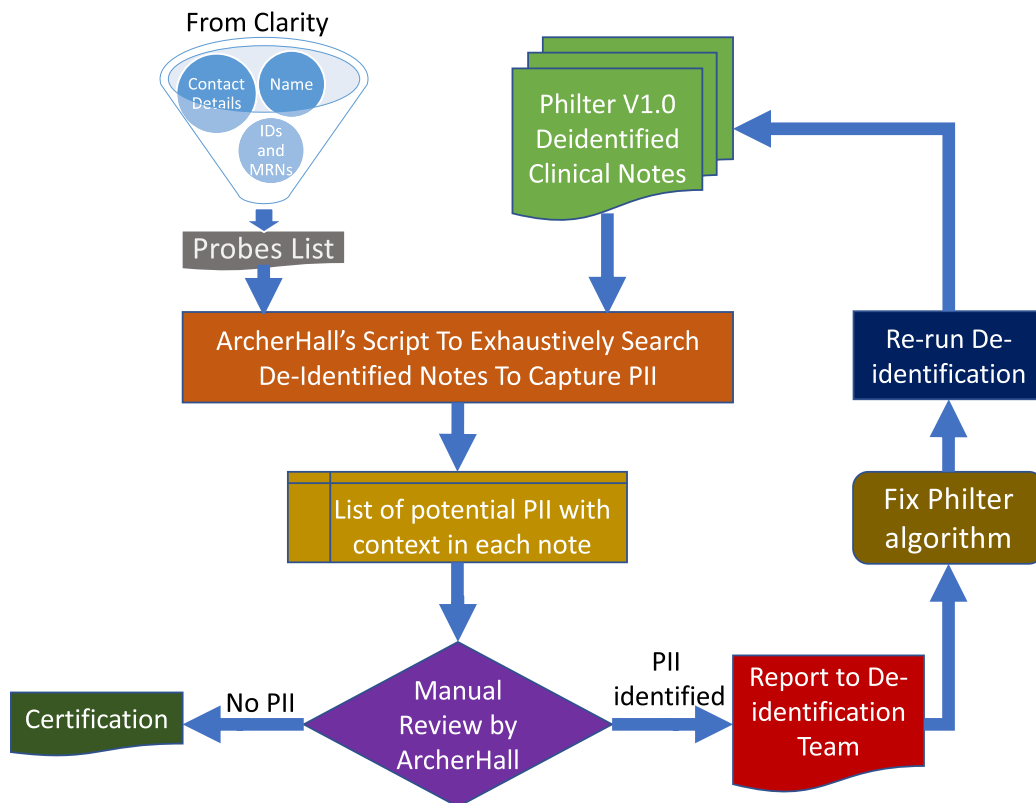 From Clarity
Contact
Details
Name
IDs
and
MRNs
Probes List
Philter V1.0
Deidentified
Clinical Notes
ArcherHall's Script To Exhaustively Search
De-Identified Notes To Capture PII
Re-run De-
identification
List of potential PII with
context in each note
Fix Philter
algorithm
Manual
Review by
ArcherHall
No PII
Certification
PII
identified
Report to De-
identification
Team